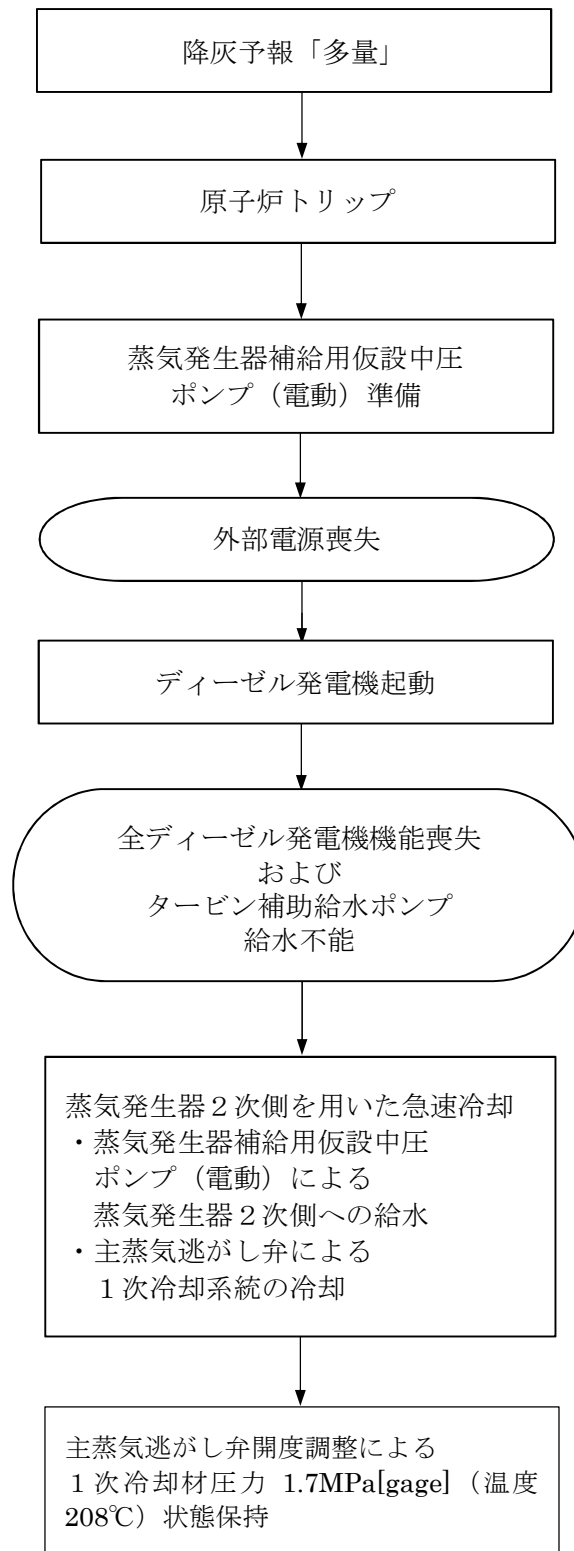 降灰予報「多量」
原子炉トリップ
蒸気発生器補給用仮設中圧
ポンプ（電動）準備
外部電源喪失
ディーゼル発電機起動
全ディーゼル発電機機能喪失
および
タービン補助給水ポンプ
給水不能
蒸気発生器２次側を用いた急速冷却
・蒸気発生器補給用仮設中圧
ポンプ（電動）による
蒸気発生器２次側への給水
・主蒸気逃がし弁による
１次冷却系統の冷却
主蒸気逃がし弁開度調整による
１次冷却材圧力 1.7MPa[gage]（温度
208℃）状態保持